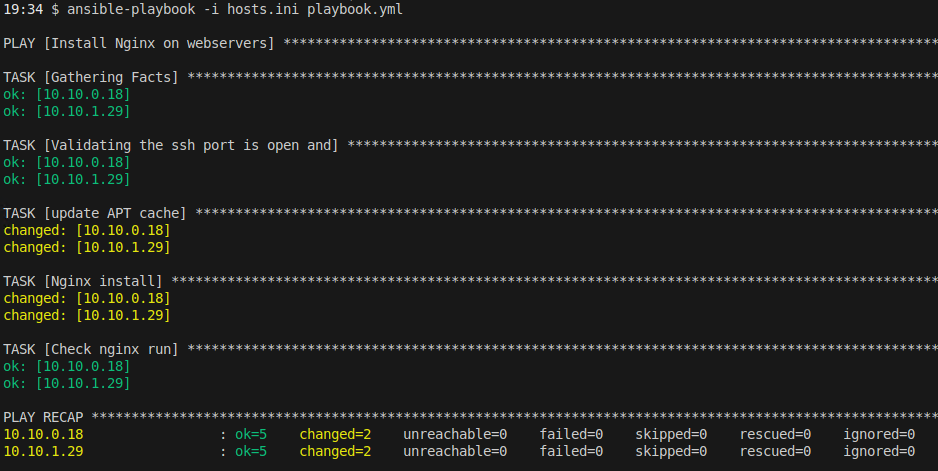 19:34 $ ansible-playbook -i hosts.ini playbook.yml
PLAY [Install Nginx on webservers] **********************************************************************************
TASK [Gathering Facts] **********************************************************************************************
ok: [10.10.0.18]
ok: [10.10.1.29]
TASK [Validating the ssh port is open and] **************************************************************************
ok: [10.10.0.18]
ok: [10.10.1.29]
TASK [update APT cache] *********************************************************************************************
changed: [10.10.0.18]
changed: [10.10.1.29]
TASK [Nginx install] ************************************************************************************************
changed: [10.10.0.18]
changed: [10.10.1.29]
TASK [Check nginx run] **********************************************************************************************
ok: [10.10.0.18]
ok: [10.10.1.29]
PLAY RECAP **********************************************************************************************************
10.10.0.18                 : ok=5    changed=2    unreachable=0    failed=0    skipped=0    rescued=0    ignored=0
10.10.1.29                 : ok=5    changed=2    unreachable=0    failed=0    skipped=0    rescued=0    ignored=0